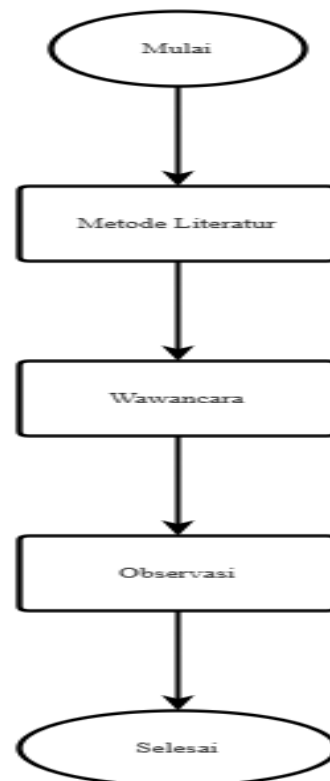 Mulai
Metode Literatur
Wawancara
Observasi
Selesai